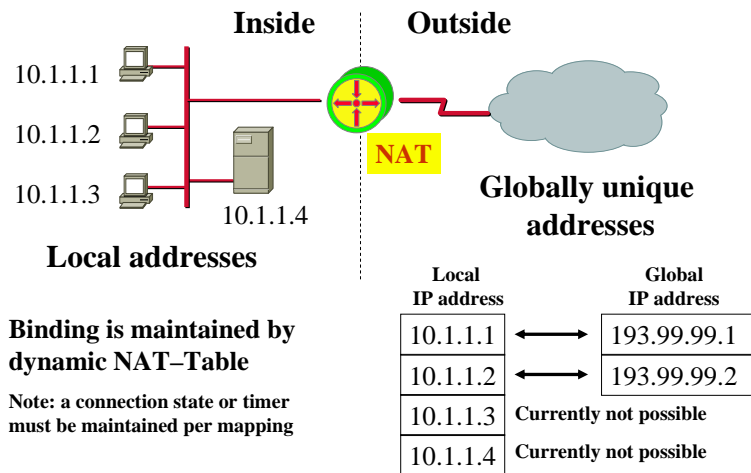 Inside
Outside
10.1.1.1
10.1.1.2
10.1.1.3
10.1.1.4
NAT
Local addresses
Globally unique
addresses
Binding is maintained by
dynamic NAT–Table
Note: a connection state or timer
must be maintained per mapping
Local
IP address
Global
IP address
10.1.1.1
193.99.99.1
10.1.1.2
193.99.99.2
10.1.1.3
Currently not possible
10.1.1.4
Currently not possible